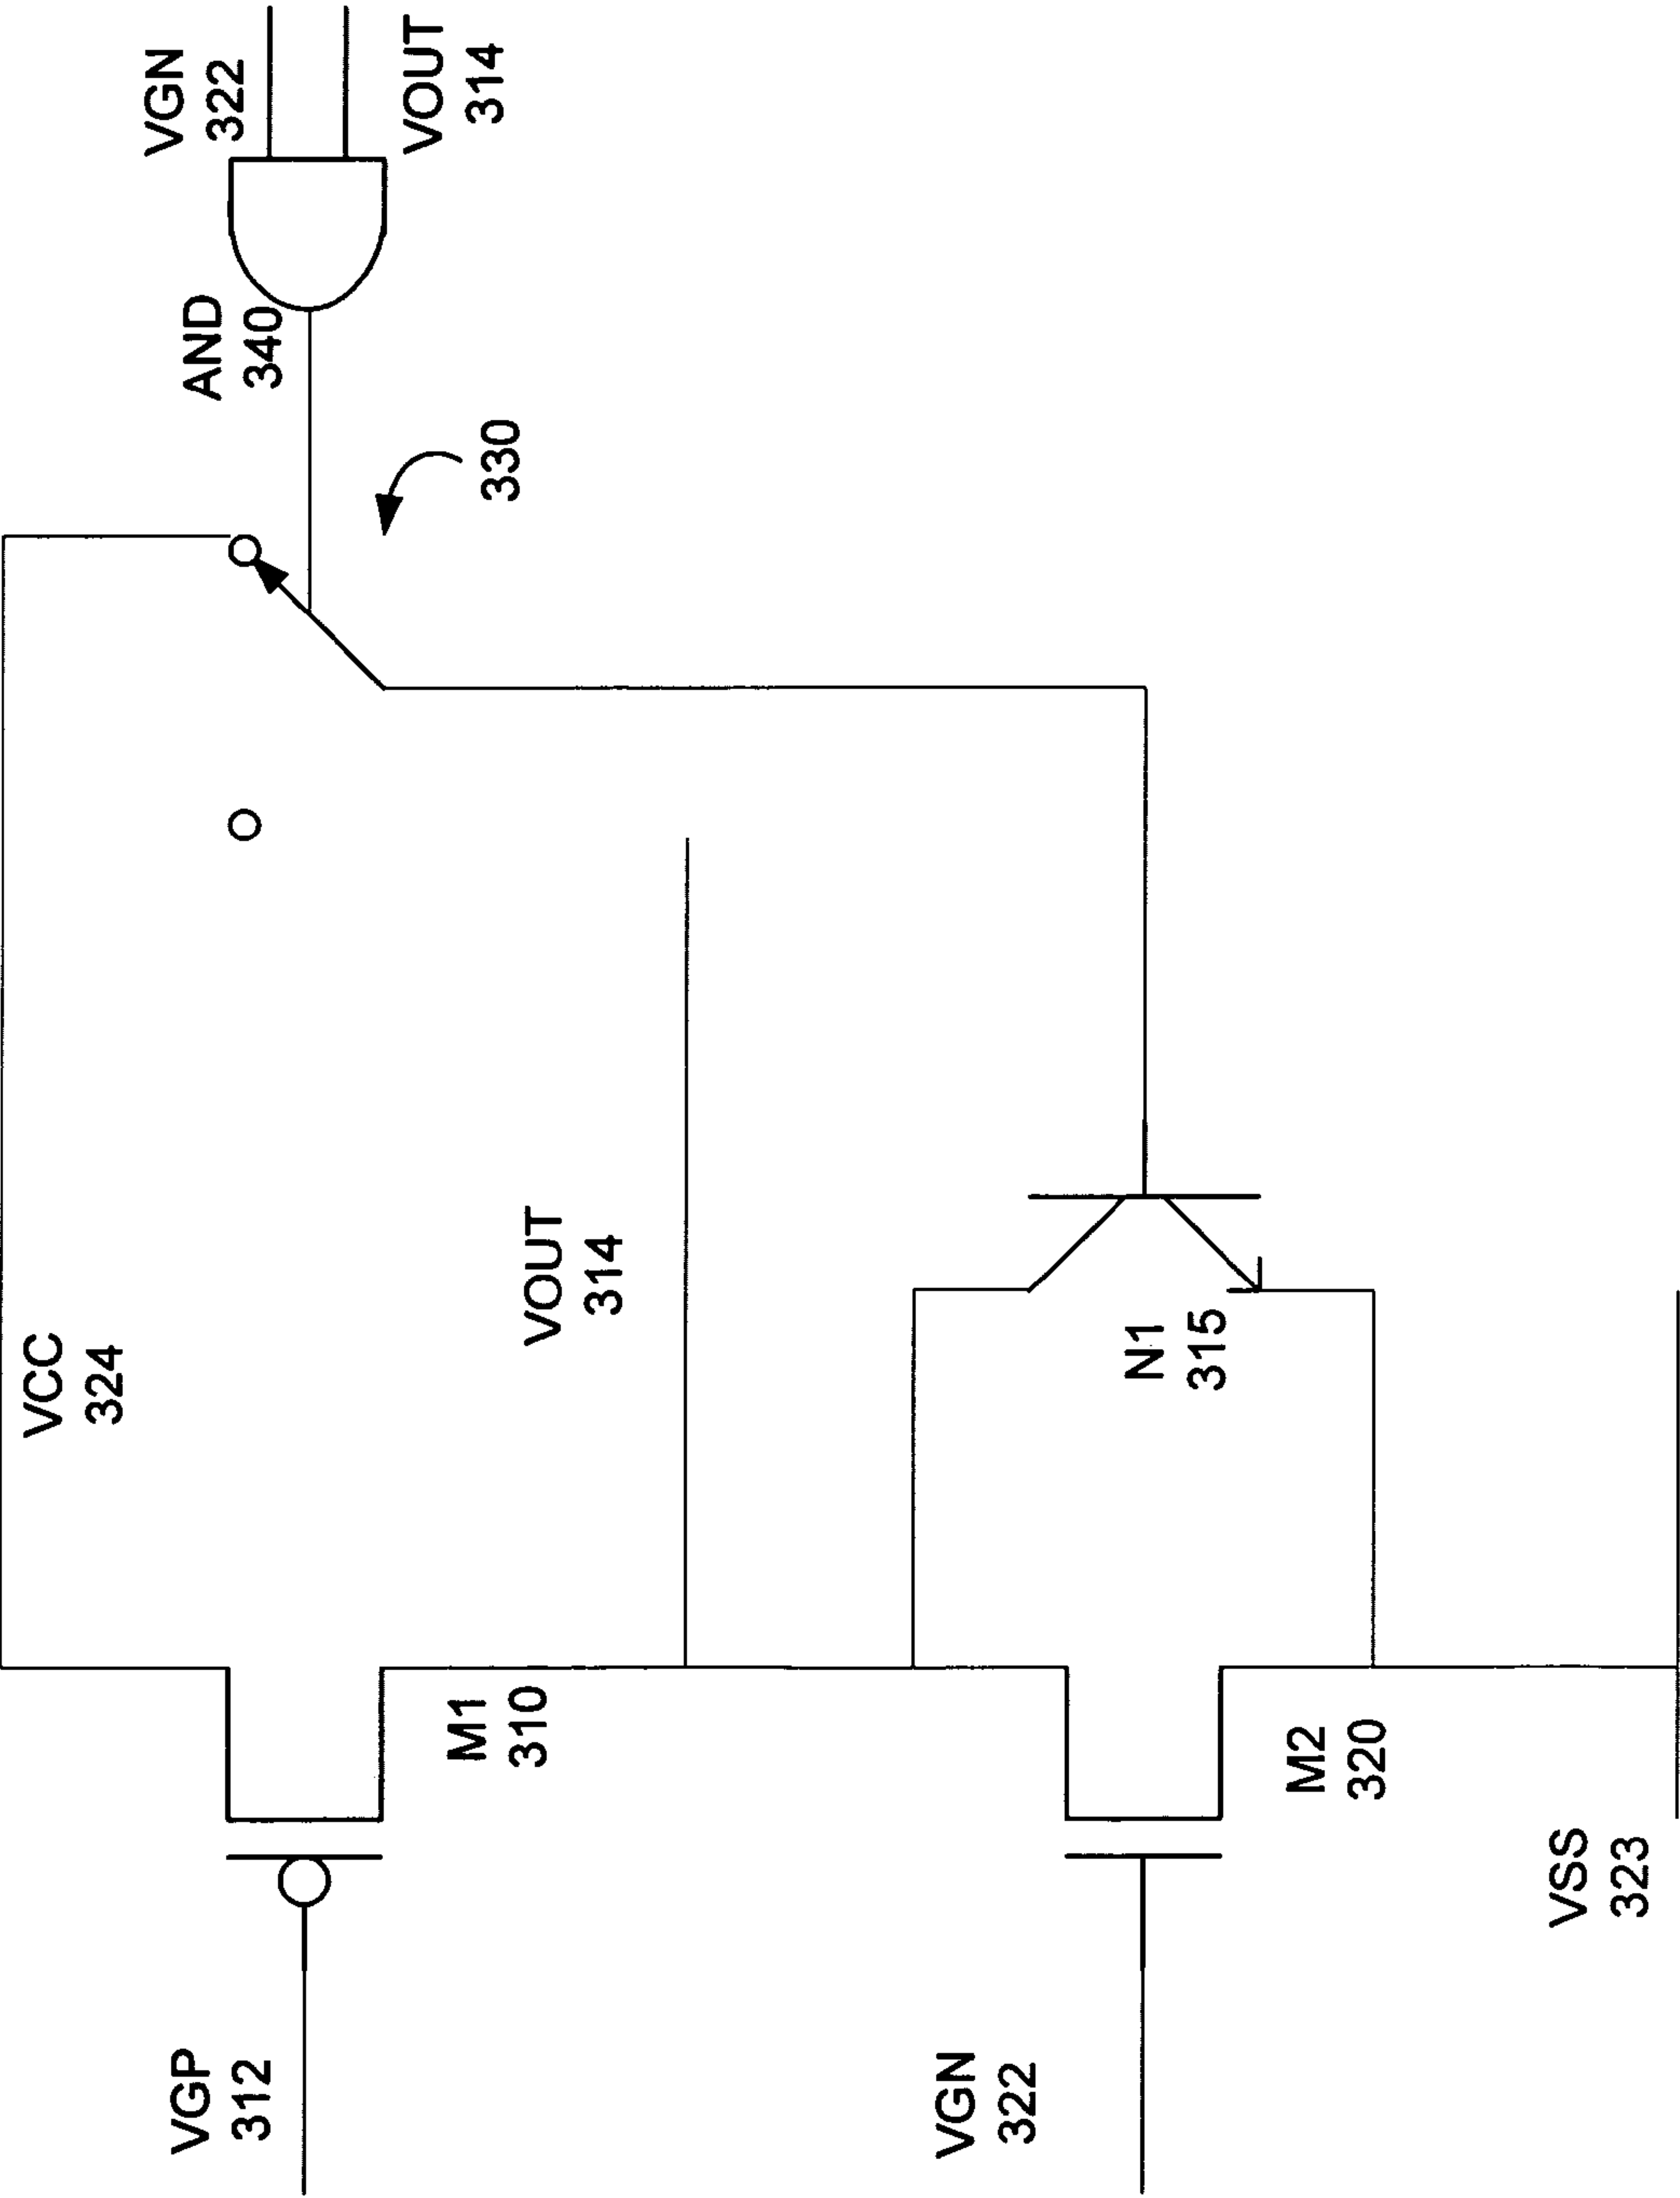 VCC
324
VGP
312
AND
340
VGN
322
VOUT
314
M1
310
330
VOUT
314
VGN
322
N1
315
M2
320
VSS
323